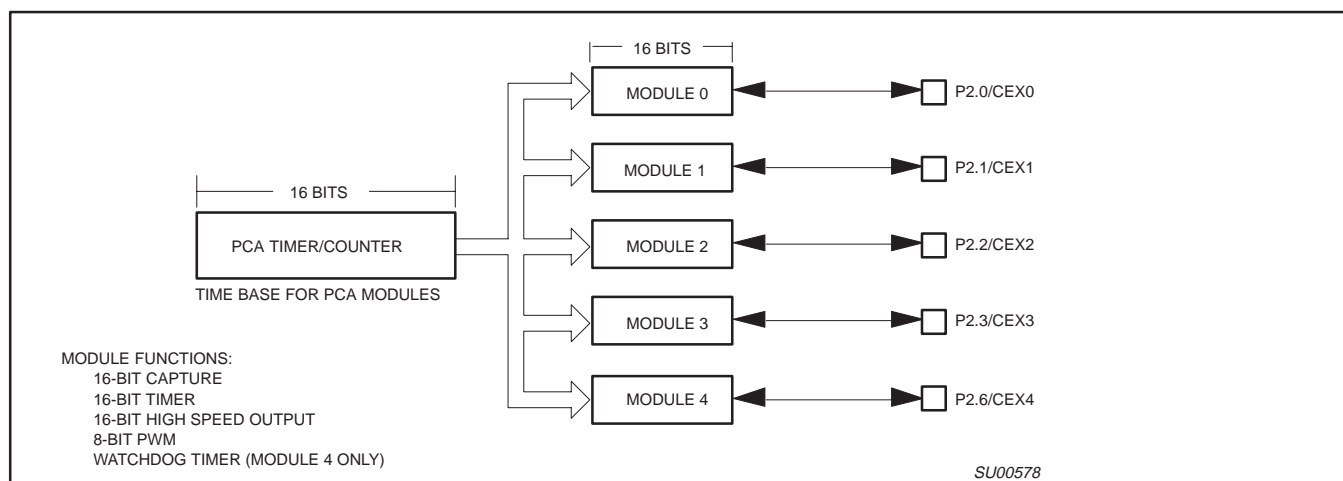 16 BITS
MODULE 0
P2.0/CEX0
MODULE 1
P2.1/CEX1
16 BITS
PCA TIMER/COUNTER
MODULE 2
P2.2/CEX2
TIME BASE FOR PCA MODULES
MODULE 3
P2.3/CEX3
MODULE FUNCTIONS:
16-BIT CAPTURE
16-BIT TIMER
16-BIT HIGH SPEED OUTPUT
8-BIT PWM
WATCHDOG TIMER (MODULE 4 ONLY)
MODULE 4
P2.6/CEX4
SU00578